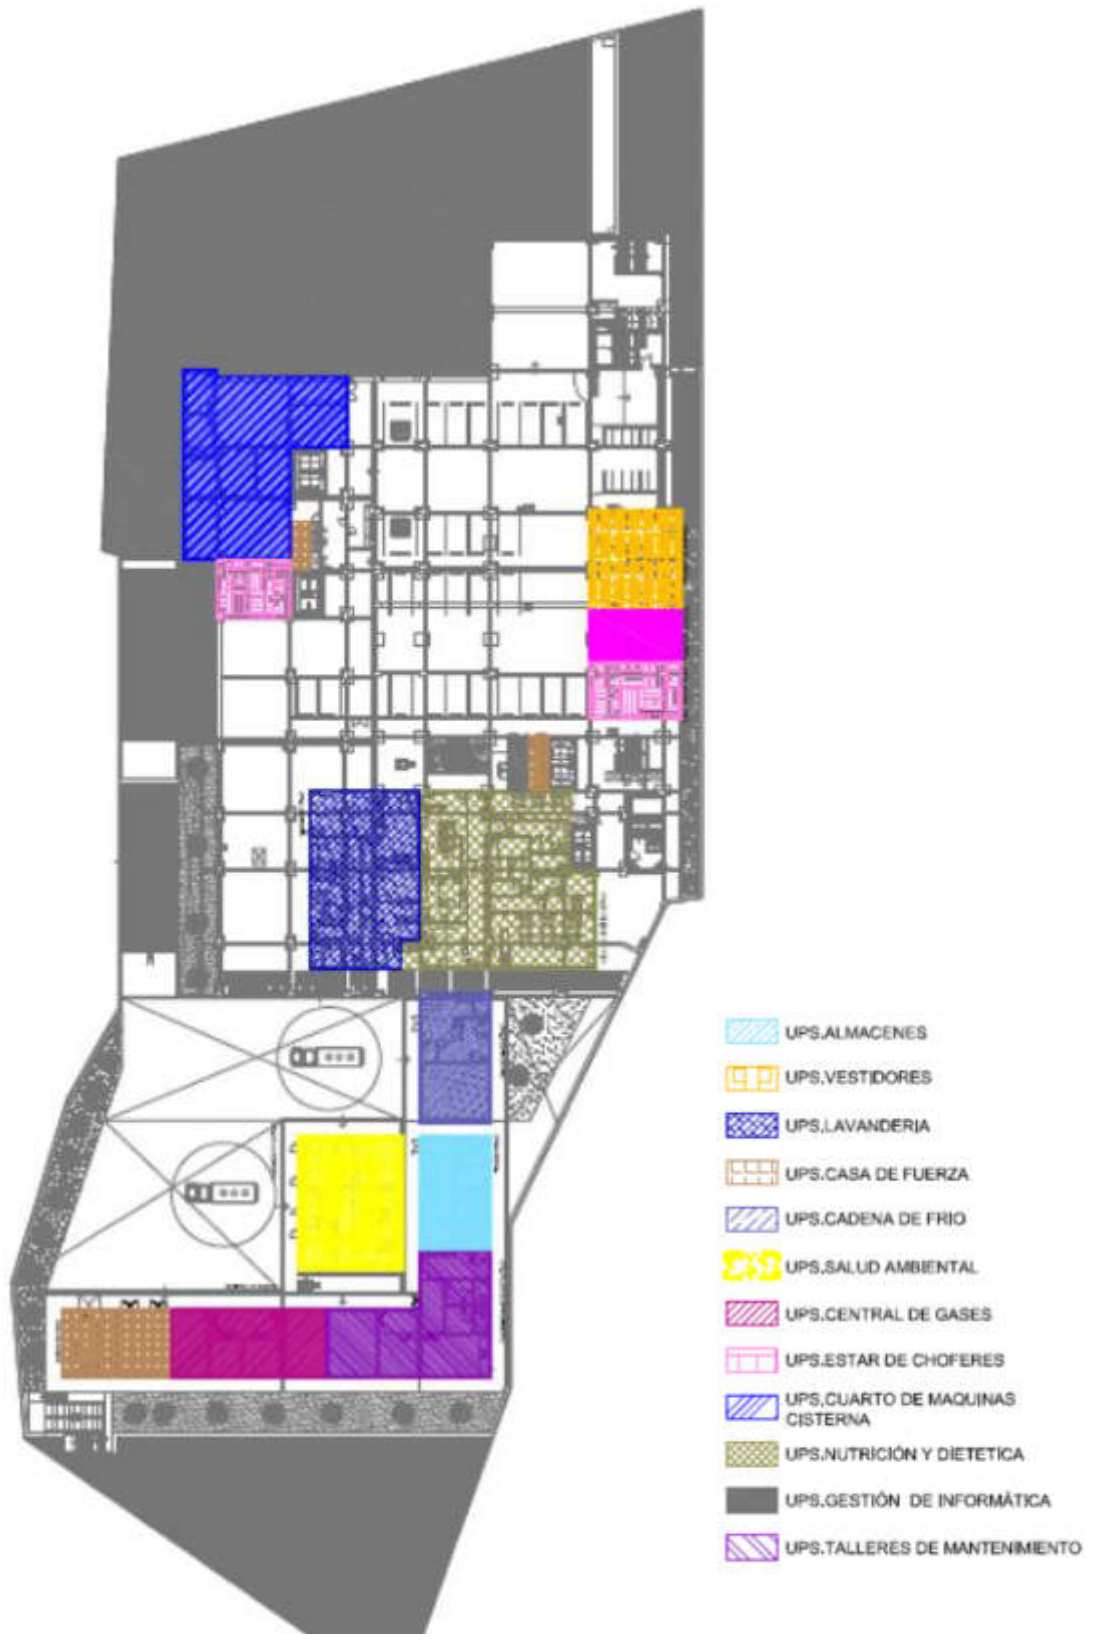 UPS.ALMACENES
UPS.VESTIDORES
UPS.LAVANDERIA
UPS.CASA DE FUERZA
UPS.CADENA DE FRIO
UPS.SALUD AMBIENTAL
UPS.CENTRAL DE GASES
UPS.ESTAR DE CHOFERES
UPS.CUARTO DE MAQUINAS
CISTERNA
UPS.NUTRICIÓN Y DIETETICA
UPS.GESTIÓN DE INFORMÁTICA
UPS.TALLERES DE MANTENIMIENTO